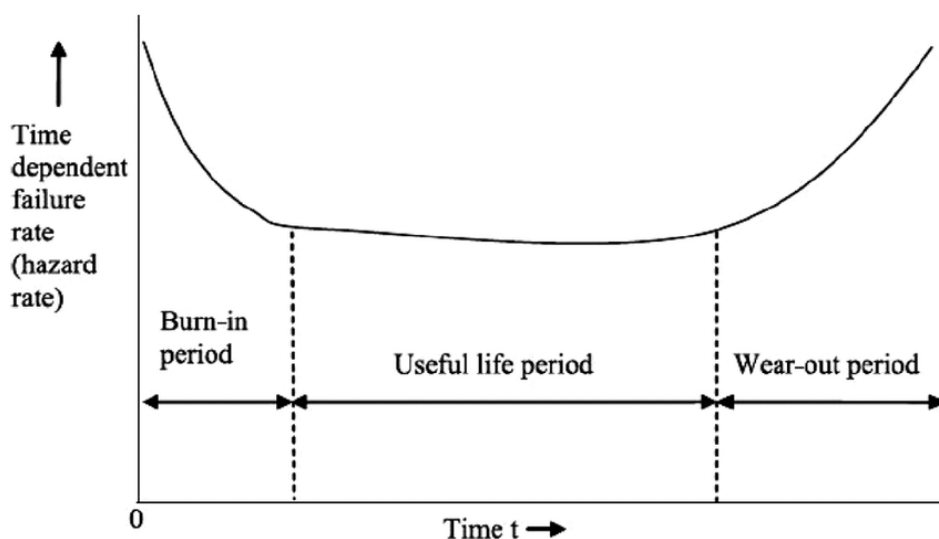 Time
dependent
failure
rate
(hazard
rate)
Burn-in
period
Useful life period
Wear-out period
0
Time t